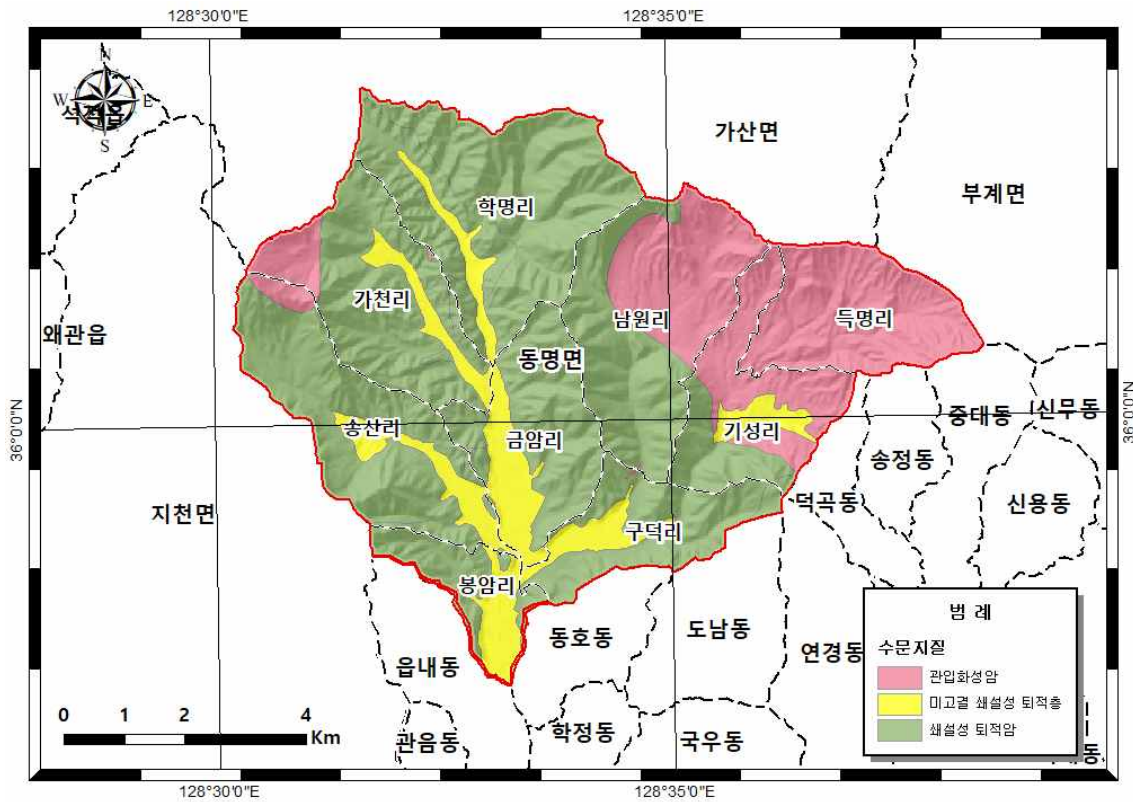 128°30'0"E
128°35'0"E
N
W
E
S
석적읍
가산면
부계면
학명리
가천리
남원리
득명리
왜관읍
동명면
36°0'0"N
36°0'0"N
송산리
금암리
기성리
중대동
신무동
송정동
지천면
덕곡동
신용동
구덕리
봉암리
동호동
도남동
연경동
읍내동
관음동
학정동
국우동
범 례
수문지질
관입화성암
미고결 쇄설성 퇴적층
쇄설성 퇴적암
0 1 2 4
Km
128°30'0"E
128°35'0"E